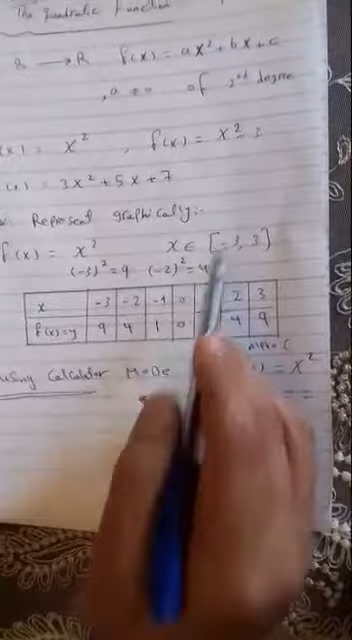 The Quadratic Function
R → R f(x) = ax² + bx + c
, a ≠ 0 of 2nd degree
(x) = x² , f(x) = x² - 3
(x) = 3x² + 5x + 7
Represent graphically:-
f(x) = x² x ∈ [-3, 3]
(-3)² = 9 (-2)² = 4
x -3 -2 -1 0 2 3
f(x)=y 9 4 1 0 4 9
Alpha (
using Calculator Mode ) = x²